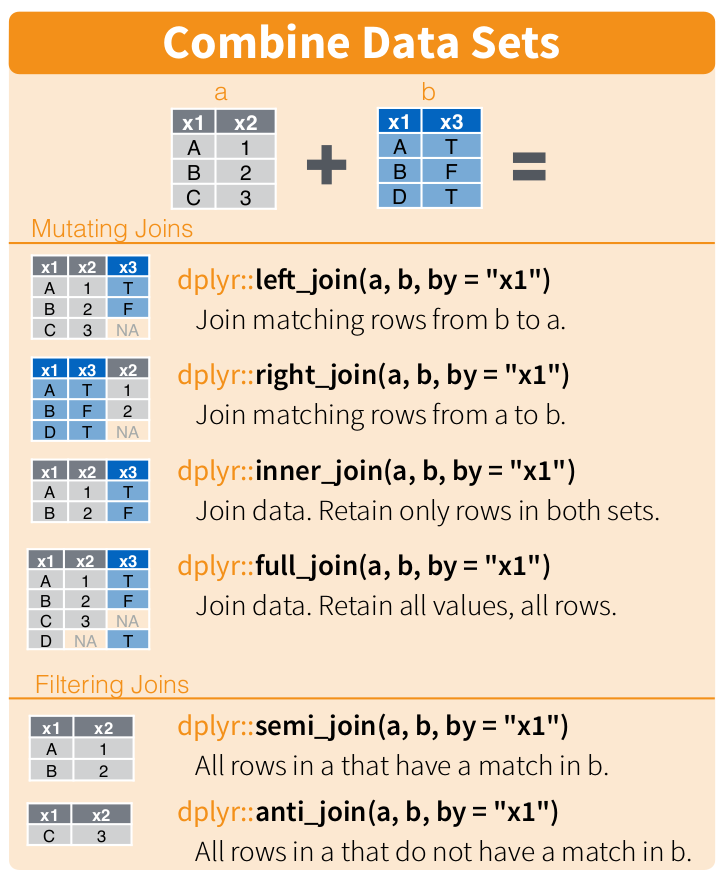 Combine Data Sets
a b
x1 x2 x1 x3
A 1 A T
B 2 + B F =
C 3 D T
Mutating Joins
x1 x2 x3
A 1 T
B 2 F
C 3 NA
dplyr::left_join(a, b, by = "x1")
Join matching rows from b to a.
x1 x3 x2
A T 1
B F 2
D T NA
dplyr::right_join(a, b, by = "x1")
Join matching rows from a to b.
x1 x2 x3
A 1 T
B 2 F
dplyr::inner_join(a, b, by = "x1")
Join data. Retain only rows in both sets.
x1 x2 x3
A 1 T
B 2 F
C 3 NA
D NA T
dplyr::full_join(a, b, by = "x1")
Join data. Retain all values, all rows.
Filtering Joins
x1 x2
A 1
B 2
dplyr::semi_join(a, b, by = "x1")
All rows in a that have a match in b.
x1 x2
C 3
dplyr::anti_join(a, b, by = "x1")
All rows in a that do not have a match in b.